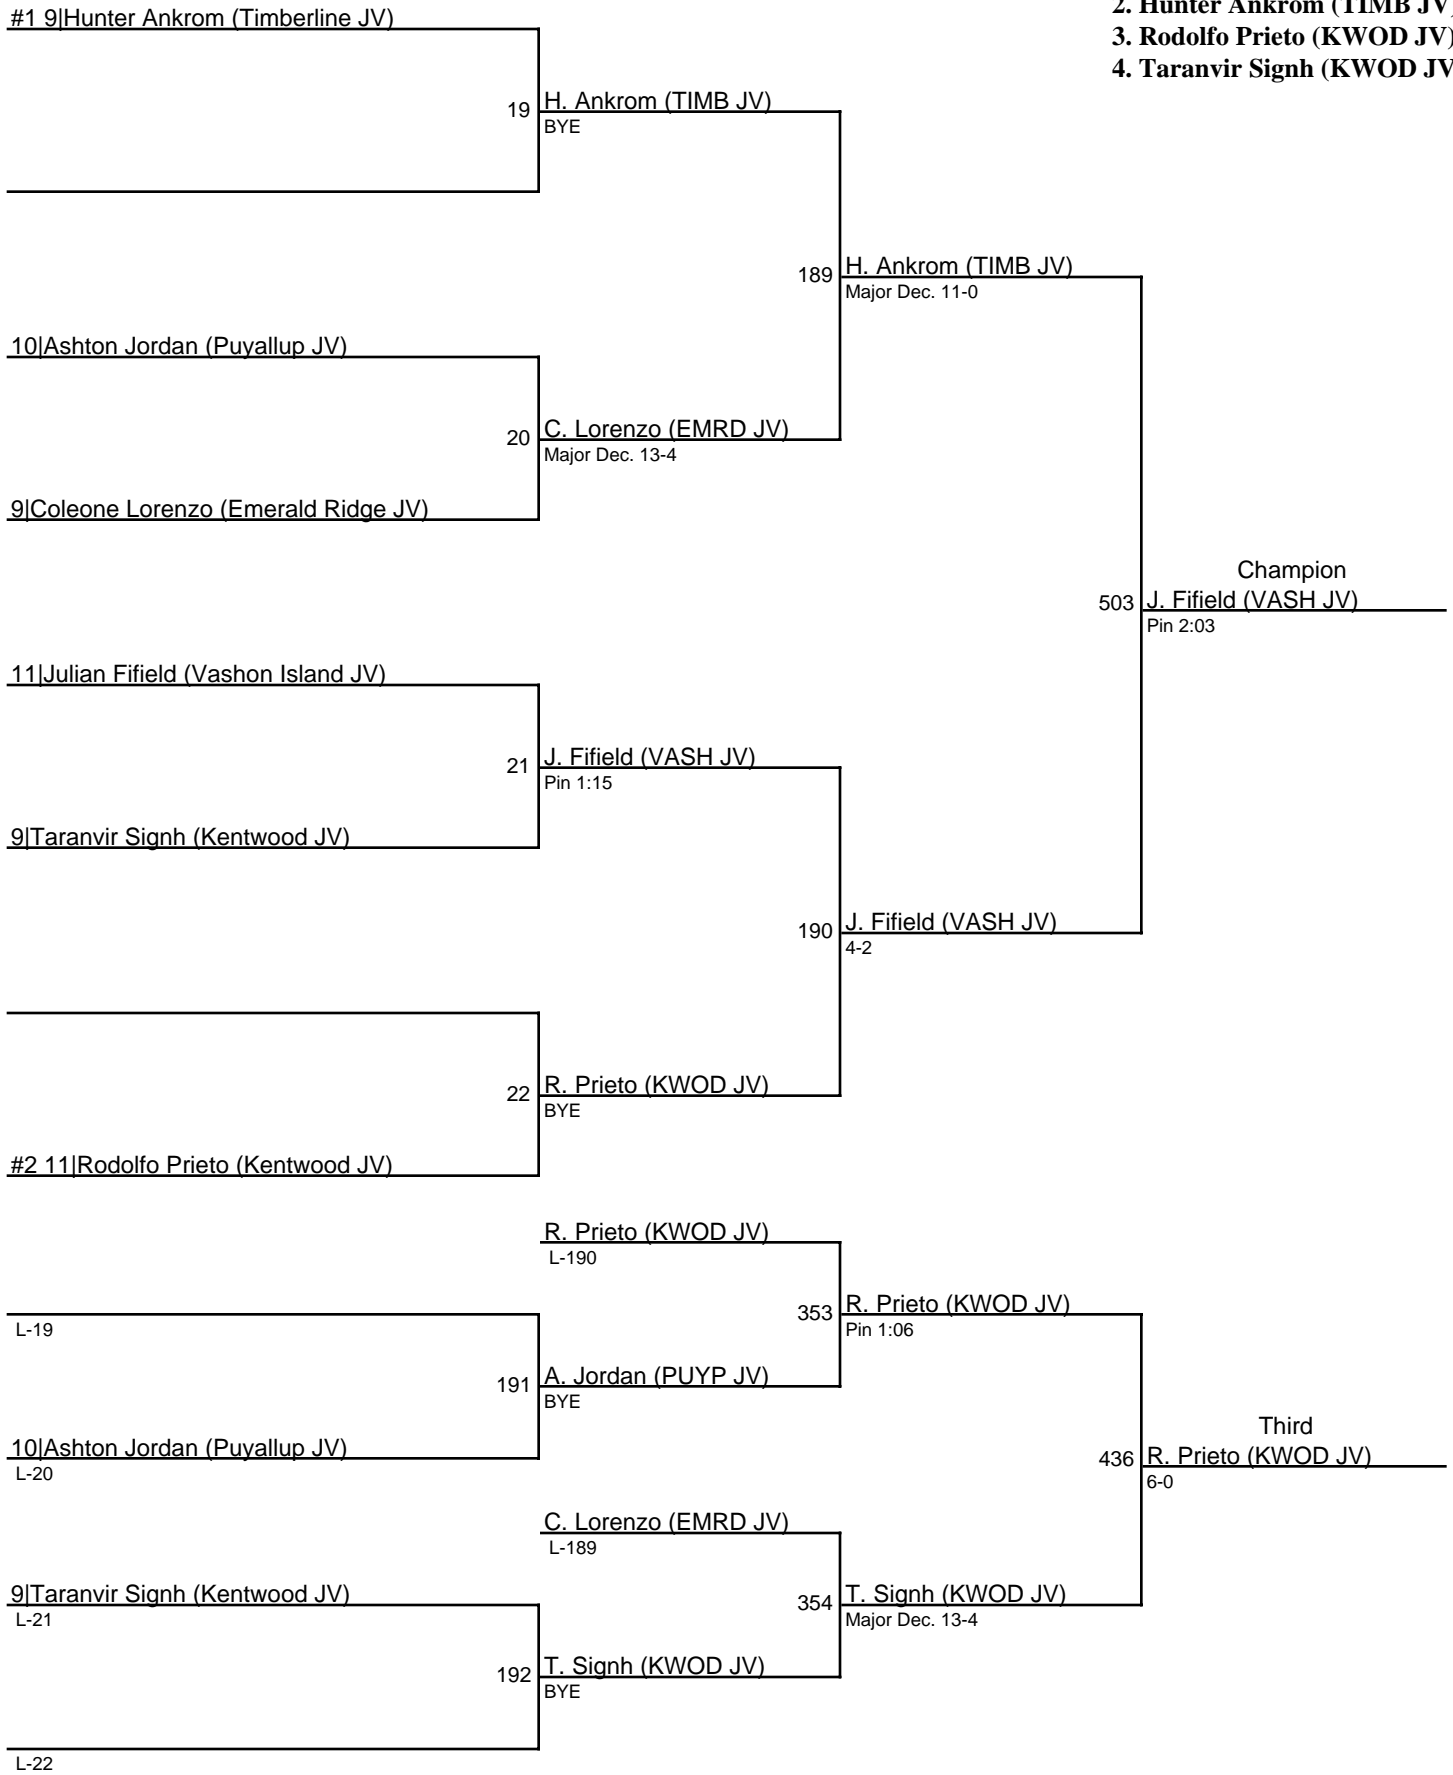 #1 9|Hunter Ankrom (Timberline JV)
2. Hunter Ankrom (TIMB JV)
3. Rodolfo Prieto (KWOD JV)
4. Taranvir Signh (KWOD JV
19 H. Ankrom (TIMB JV)
BYE
189 H. Ankrom (TIMB JV)
Major Dec. 11-0
10|Ashton Jordan (Puyallup JV)
20 C. Lorenzo (EMRD JV)
Major Dec. 13-4
9|Coleone Lorenzo (Emerald Ridge JV)
Champion
503 J. Fifield (VASH JV)
Pin 2:03
11|Julian Fifield (Vashon Island JV)
21 J. Fifield (VASH JV)
Pin 1:15
9|Taranvir Signh (Kentwood JV)
190 J. Fifield (VASH JV)
4-2
22 R. Prieto (KWOD JV)
BYE
#2 11|Rodolfo Prieto (Kentwood JV)
R. Prieto (KWOD JV)
L-190
353 R. Prieto (KWOD JV)
Pin 1:06
L-19
191 A. Jordan (PUYP JV)
BYE
10|Ashton Jordan (Puyallup JV)
L-20
Third
436 R. Prieto (KWOD JV)
6-0
C. Lorenzo (EMRD JV)
L-189
9|Taranvir Signh (Kentwood JV)
L-21
354 T. Signh (KWOD JV)
Major Dec. 13-4
192 T. Signh (KWOD JV)
BYE
L-22